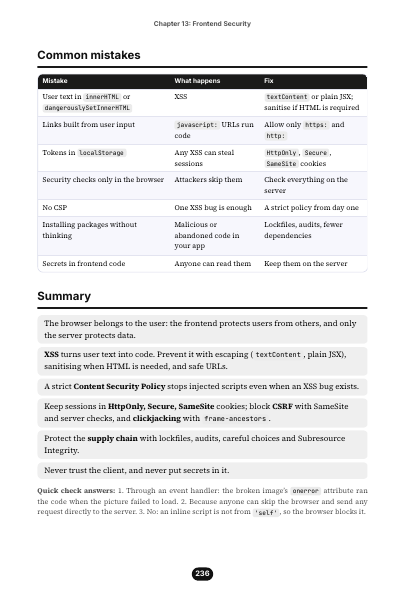 Chapter 13: Frontend Security
Common mistakes
Mistake What happens Fix
User text in innerHTML or XSS textContent or plain JSX;
dangerouslySetInnerHTML sanitise if HTML is required
Links built from user input javascript: URLs run Allow only https: and
code http:
Tokens in localStorage Any XSS can steal HttpOnly, Secure,
sessions SameSite cookies
Security checks only in the browser Attackers skip them Check everything on the
server
No CSP One XSS bug is enough A strict policy from day one
Installing packages without Malicious or Lockfiles, audits, fewer
thinking abandoned code in dependencies
your app
Secrets in frontend code Anyone can read them Keep them on the server
Summary
The browser belongs to the user: the frontend protects users from others, and only
the server protects data.
XSS turns user text into code. Prevent it with escaping ( textContent , plain JSX),
sanitising when HTML is needed, and safe URLs.
A strict Content Security Policy stops injected scripts even when an XSS bug exists.
Keep sessions in HttpOnly, Secure, SameSite cookies; block CSRF with SameSite
and server checks, and clickjacking with frame-ancestors .
Protect the supply chain with lockfiles, audits, careful choices and Subresource
Integrity.
Never trust the client, and never put secrets in it.
Quick check answers: 1. Through an event handler: the broken image's onerror attribute ran
the code when the picture failed to load. 2. Because anyone can skip the browser and send any
request directly to the server. 3. No: an inline script is not from 'self' , so the browser blocks it.
236